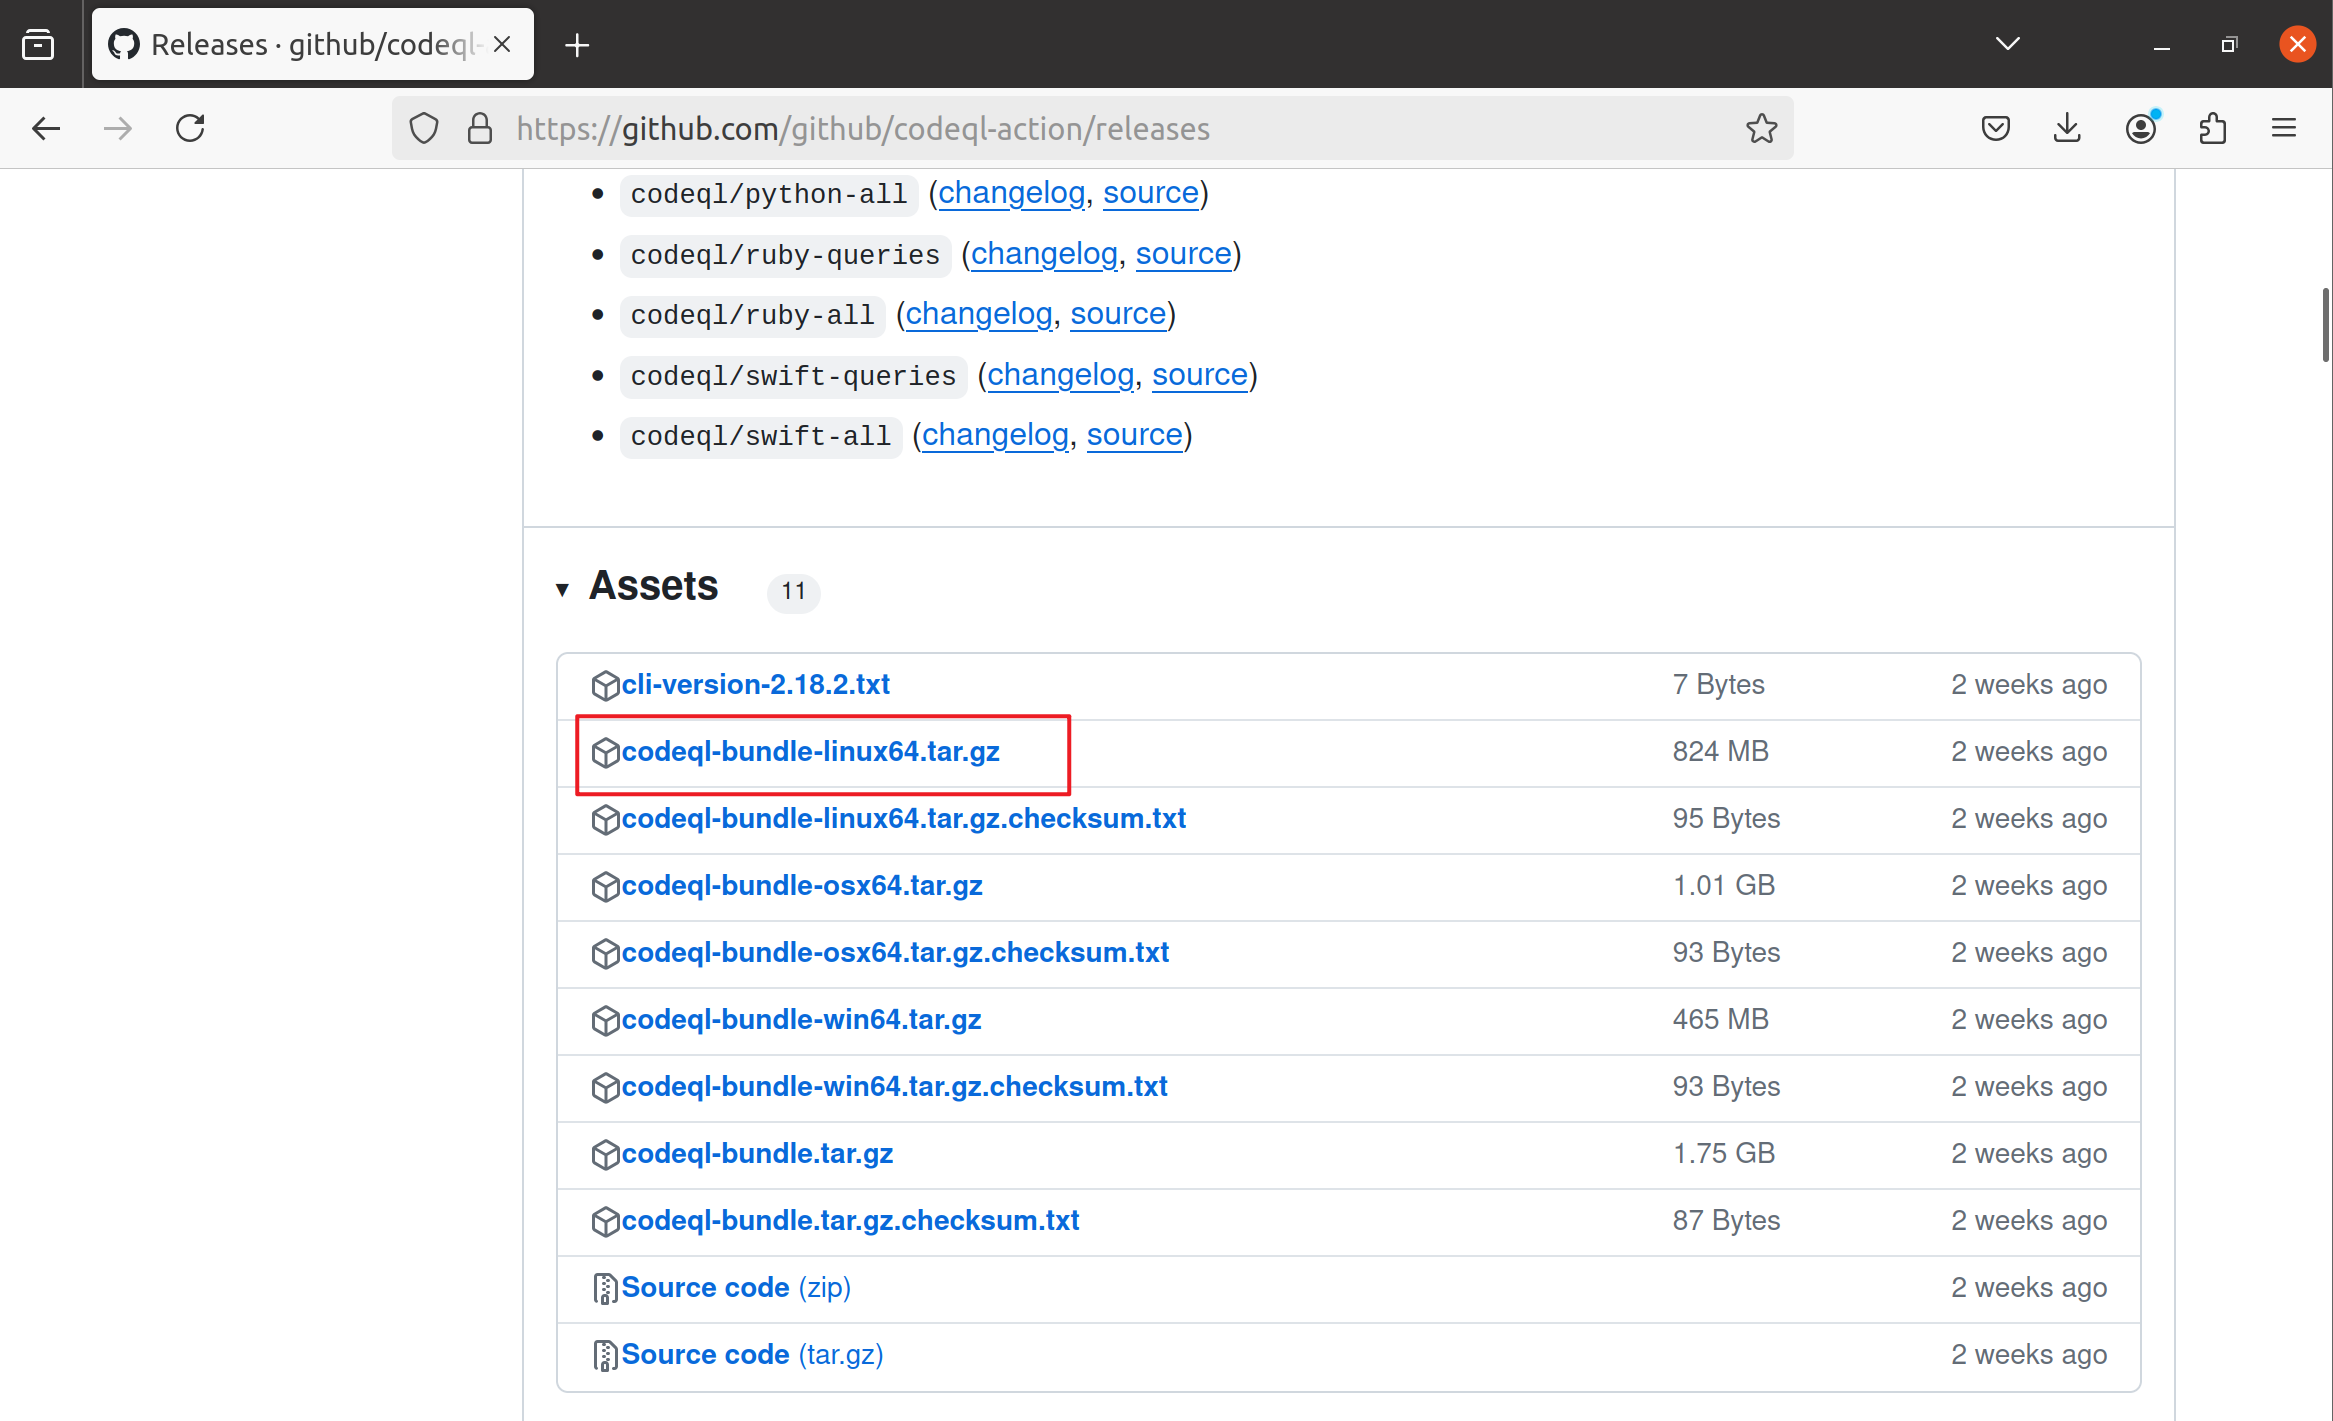 Releases · github/codeql-
https://github.com/github/codeql-action/releases
codeql/python-all (changelog, source)
codeql/ruby-queries (changelog, source)
codeql/ruby-all (changelog, source)
codeql/swift-queries (changelog, source)
codeql/swift-all (changelog, source)
Assets 11
cli-version-2.18.2.txt 7 Bytes 2 weeks ago
codeql-bundle-linux64.tar.gz 824 MB 2 weeks ago
codeql-bundle-linux64.tar.gz.checksum.txt 95 Bytes 2 weeks ago
codeql-bundle-osx64.tar.gz 1.01 GB 2 weeks ago
codeql-bundle-osx64.tar.gz.checksum.txt 93 Bytes 2 weeks ago
codeql-bundle-win64.tar.gz 465 MB 2 weeks ago
codeql-bundle-win64.tar.gz.checksum.txt 93 Bytes 2 weeks ago
codeql-bundle.tar.gz 1.75 GB 2 weeks ago
codeql-bundle.tar.gz.checksum.txt 87 Bytes 2 weeks ago
Source code (zip) 2 weeks ago
Source code (tar.gz) 2 weeks ago